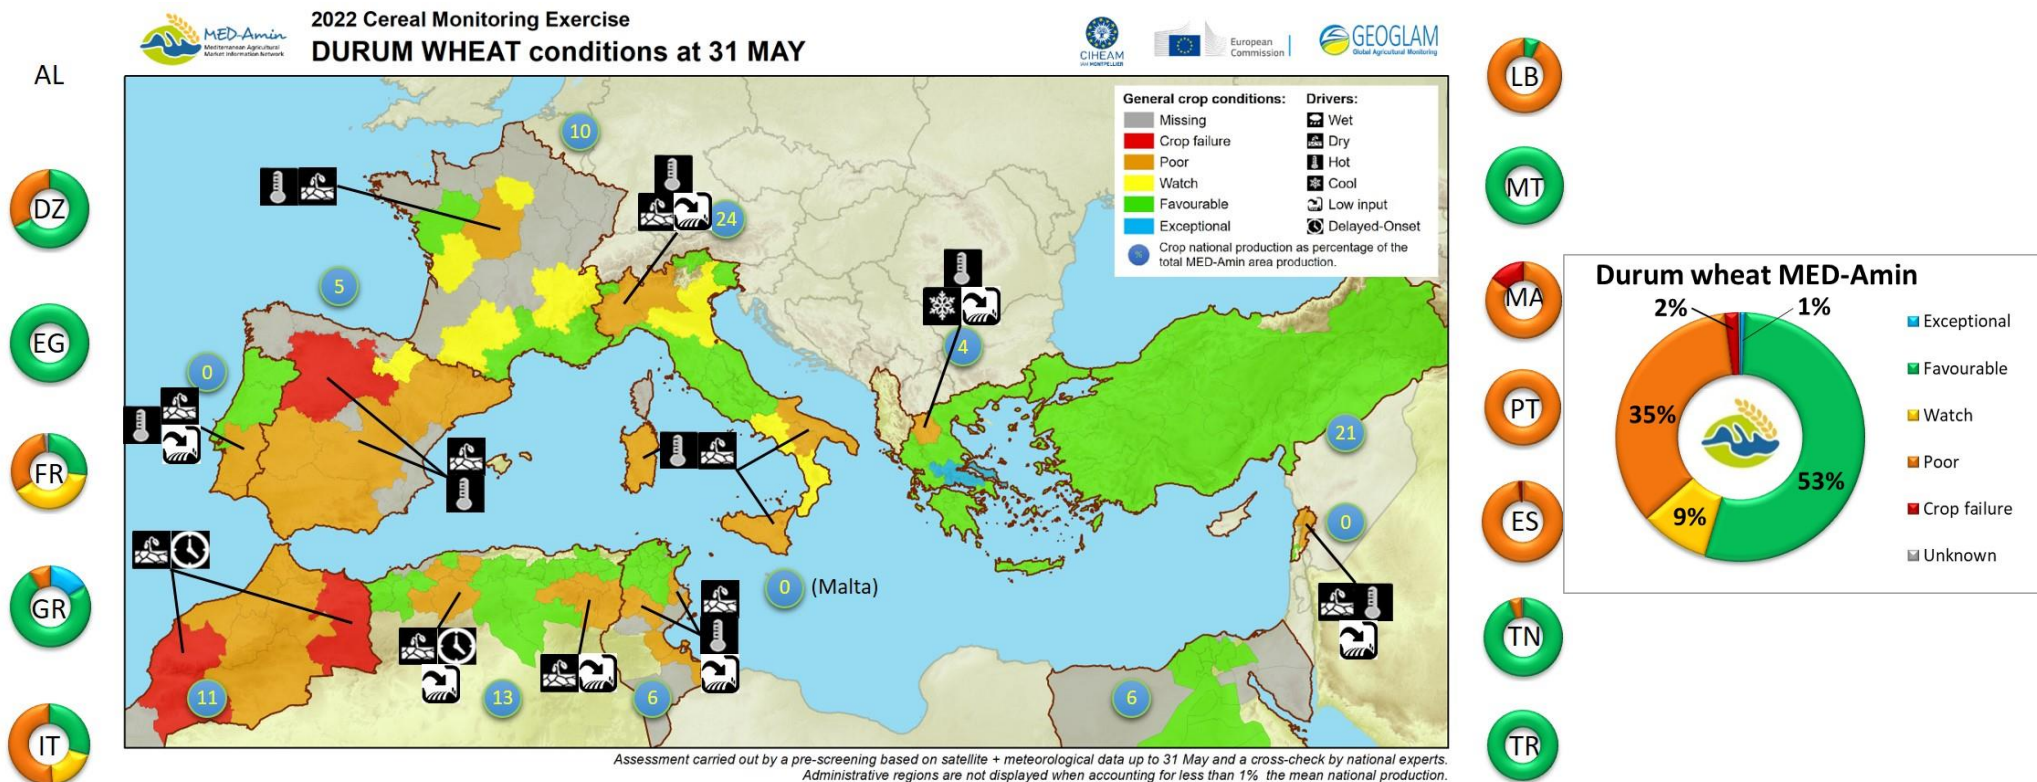 2022 Cereal Monitoring Exercise
DURUM WHEAT conditions at 31 MAY
MED-Amin
Mediterranean Agricultural
Market Information Network
CIHEAM
IAM MONTPELLIER
European
Commission
GEOGLAM
Global Agricultural Monitoring
AL
DZ
EG
FR
GR
IT
General crop conditions:
Missing
Crop failure
Poor
Watch
Favourable
Exceptional
Drivers:
Wet
Dry
Hot
Cool
Low input
Delayed-Onset
%
Crop national production as percentage of the
total MED-Amin area production.
10
24
5
4
0
21
0
0 (Malta)
11
13
6
6
LB
MT
MA
PT
ES
TN
TR
Durum wheat MED-Amin
2%
1%
35%
9%
53%
Exceptional
Favourable
Watch
Poor
Crop failure
Unknown
Assessment carried out by a pre-screening based on satellite + meteorological data up to 31 May and a cross-check by national experts.
Administrative regions are not displayed when accounting for less than 1% the mean national production.